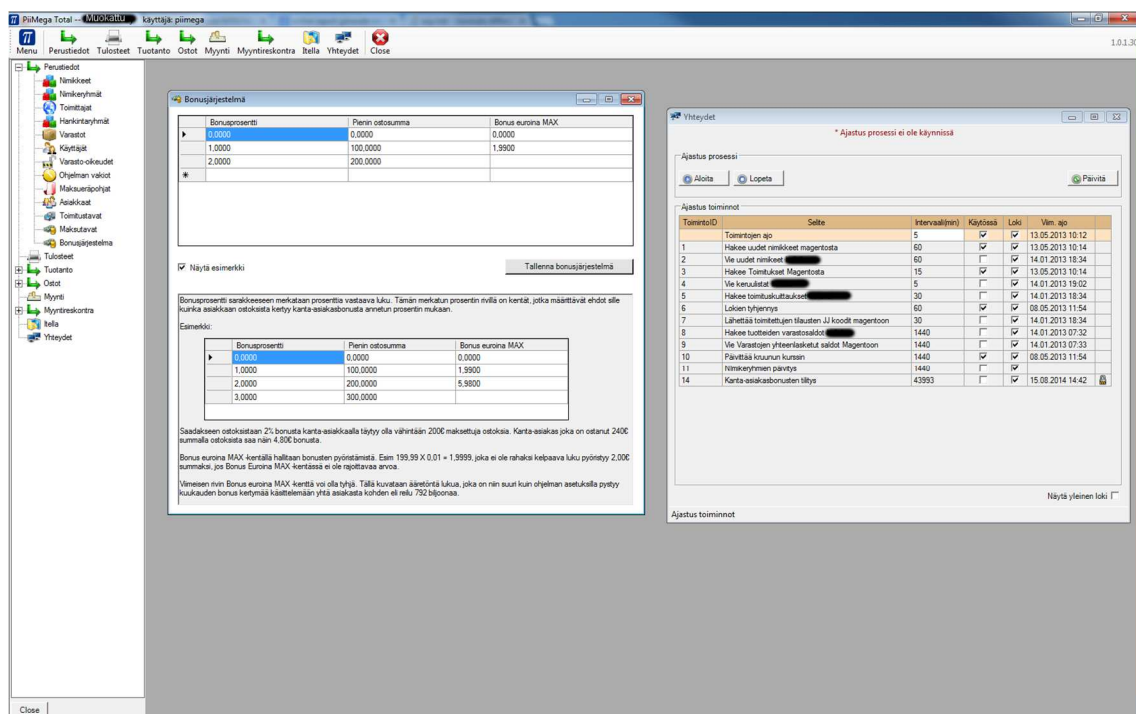 PiiMega Total -- Muokattu käyttäjä: piimega
Menu Perustiedot Tulosteet Tuotanto Ostot Myynti Myyntireskontra Itella Yhteydet Close
1.0.1.30
Perustiedot
Nimikkeet
Nimikeryhmät
Toimittajat
Hankintaryhmät
Varastot
Käyttäjät
Varasto-oikeudet
Ohjelman vakiot
Maksueräpohjat
Asiakkaat
Toimitustavat
Maksutavat
Bonusjärjestelma
Tulosteet
Tuotanto
Ostot
Myynti
Myyntireskontra
Itella
Yhteydet
Close
Bonusjärjestelmä
Bonusprosentti Pienin ostosumma Bonus euroina MAX
0,0000 0,0000 0,0000
1,0000 100,0000 1,9900
2,0000 200,0000
Näytä esimerkki
Tallenna bonusjärjestelmä
Bonusprosentti sarakkeeseen merkataan prosenttia vastaava luku. Tämän merkatun prosentin rivillä on kentät, jotka määrittävät ehdot sille
kuinka asiakkaan ostoksista kertyy kanta-asiakasbonusta annetun prosentin mukaan.
Esimerkki:
Bonusprosentti Pienin ostosumma Bonus euroina MAX
0,0000 0,0000 0,0000
1,0000 100,0000 1,9900
2,0000 200,0000 5,9800
3,0000 300,0000
Saadakseen ostoksistaan 2% bonusta kanta-asiakkaalla täytyy olla vähintään 200€ maksettuja ostoksia. Kanta-asiakas joka on ostanut 240€
summalla ostoksista saa näin 4,80€ bonusta.
Bonus euroina MAX -kentällä hallitaan bonusten pyöristämistä. Esim 199,99 X 0,01 = 1,9999, joka ei ole rahaksi kelpaava luku pyöristyy 2,00€
summaksi, jos Bonus Euroina MAX -kentässä ei ole rajoittavaa arvoa.
Viimeisen rivin Bonus euroina MAX -kenttä voi olla tyhjä. Tällä kuvataan ääretöntä lukua, joka on niin suuri kuin ohjelman asetuksilla pystyy
kuukauden bonus kertymää käsittelemään yhtä asiakasta kohden eli reilu 792 biljoonaa.
Yhteydet
* Ajastus prosessi ei ole käynnissä
Ajastus prosessi
Aloita Lopeta Päivitä
Ajastus toiminnot
TOimintoID Selite Intervaali(min) Käytössä Loki Viim. ajo
Toimintojen ajo 5 13.05.2013 10:12
1 Hakee uudet nimikkeet magentosta 60 13.05.2013 10:14
2 Vie uudet nimikeet 60 14.01.2013 18:34
3 Hakee Toimitukset Magentosta 15 13.05.2013 10:14
4 Vie keruulistat 5 14.01.2013 19:02
5 Hakee toimituskuittaukset 30 14.01.2013 18:34
6 Lokien tyhjennys 60 08.05.2013 11:54
7 Lähettää toimitettujen tilausten JJ koodit magentoon 30 14.01.2013 18:34
8 Hakee tuotteiden varastosaldot 1440 14.01.2013 07:32
9 Vie Varastojen yhteenlasketut saldot Magentoon 1440 14.01.2013 07:33
10 Päivittää kruunun kurssin 1440 08.05.2013 11:54
11 Nimikeryhmien päivitys 1440
14 Kanta-asiakasbonusten tilitys 43993 15.08.2014 14:42
Näytä yleinen loki
Ajastus toiminnot